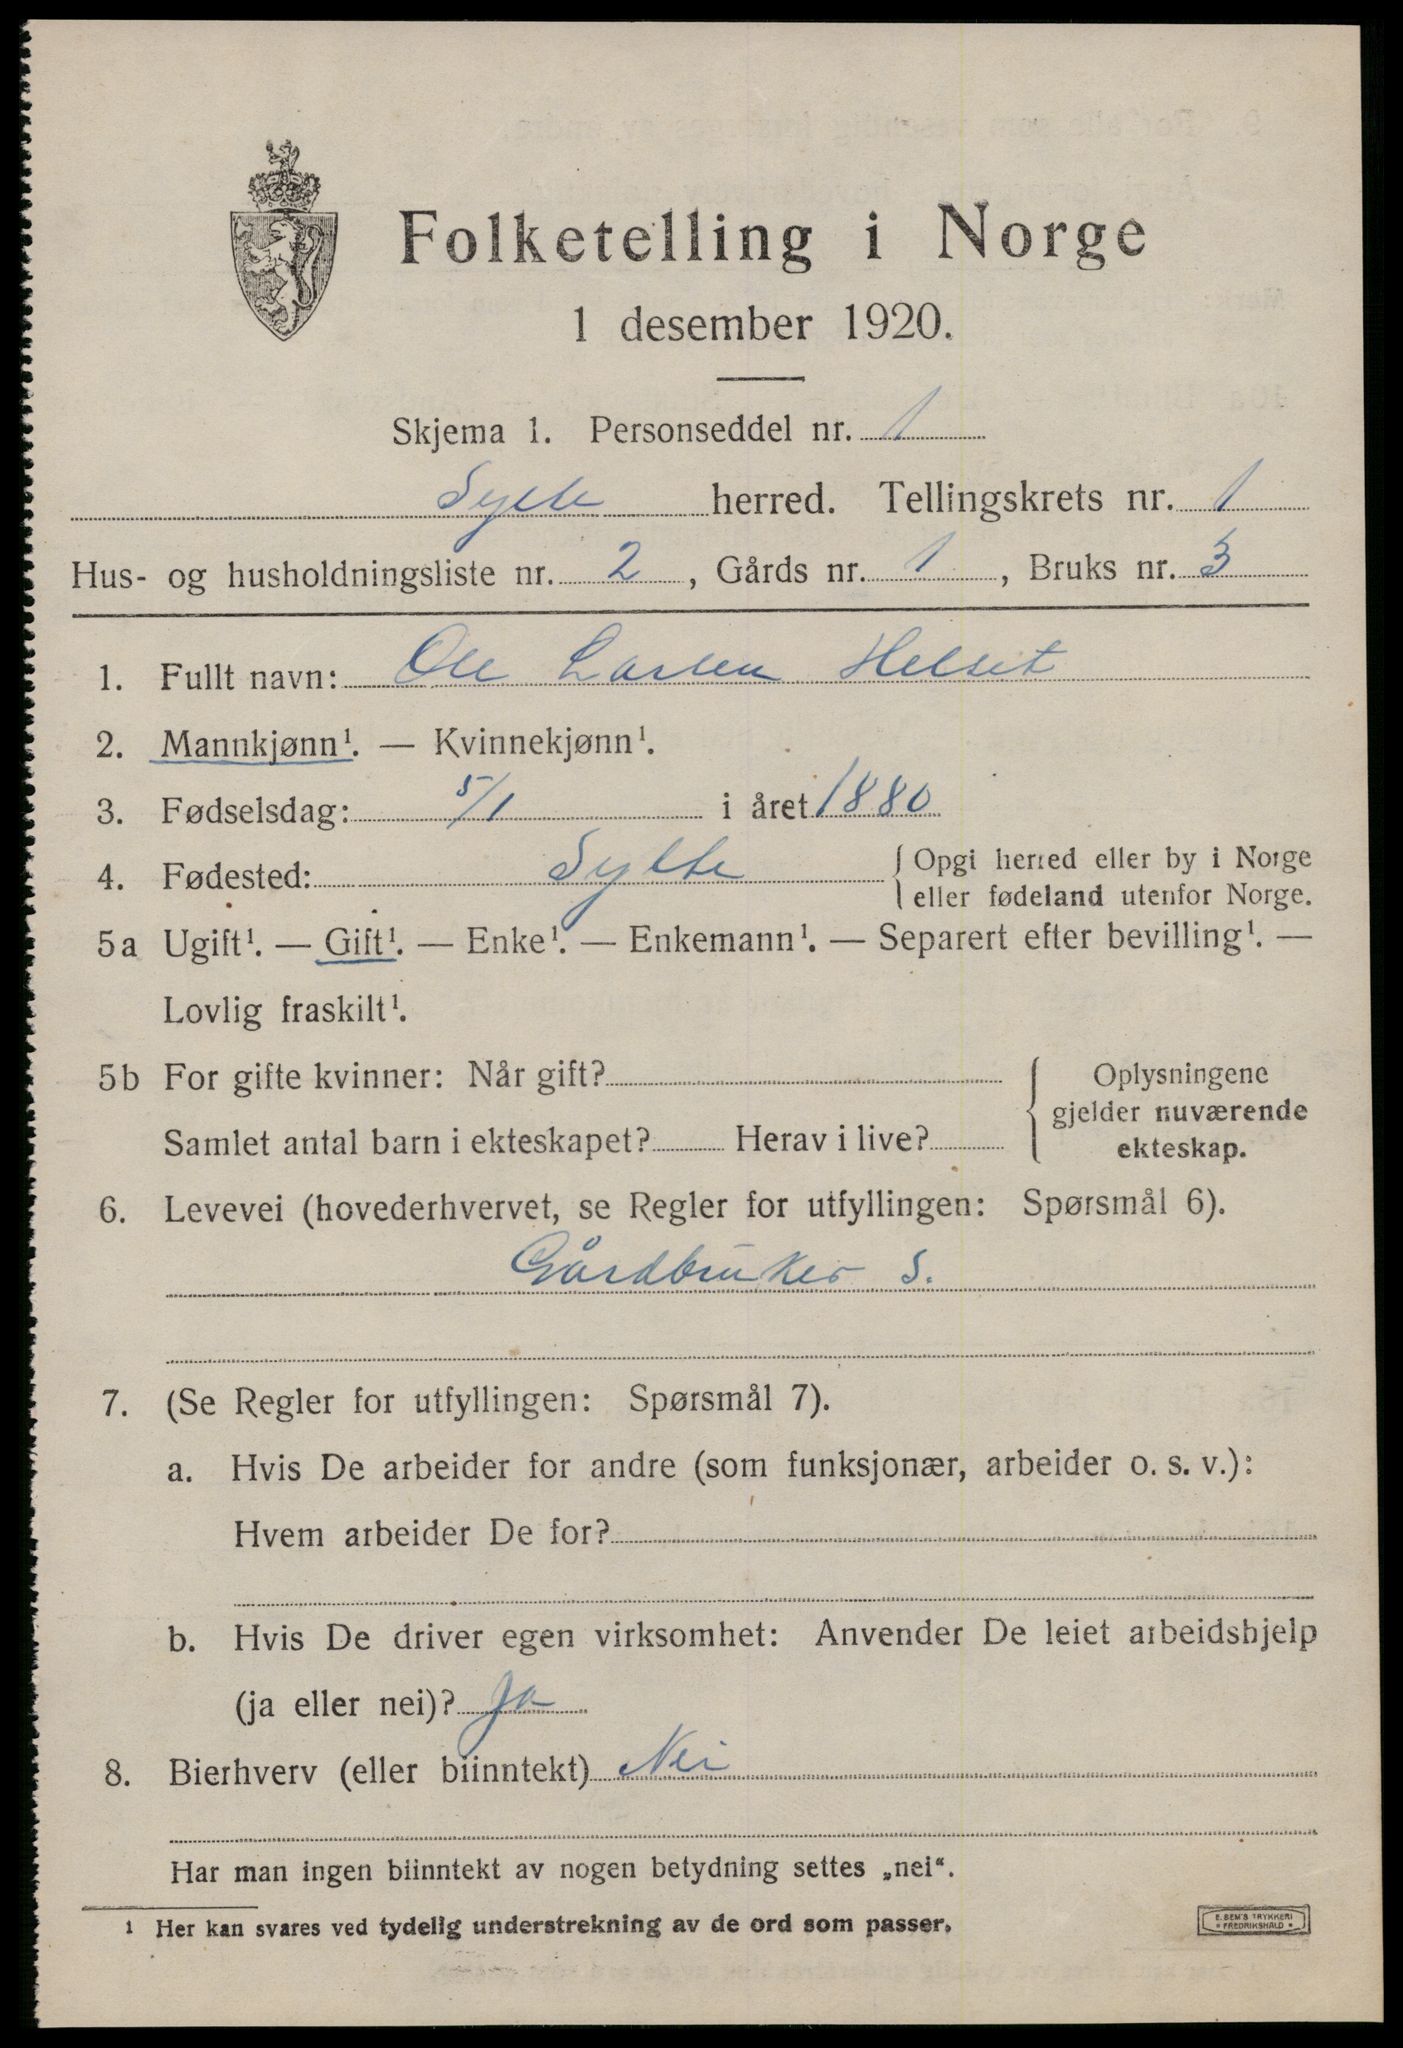 Folketelling i Norge
1 desember 1920.
Skjema 1. Personseddel nr. 1
Sylte herred. Tellingskrets nr. 1
Hus- og husholdningsliste nr. 2, Gårds nr. 1, Bruks nr. 3
1. Fullt navn: Ole Larsen Helset
2. Mannkjønn¹. — Kvinnekjønn¹.
3. Fødselsdag: 5/1 i året 1880
4. Fødested: Sylte { Opgi herred eller by i Norge
eller fødeland utenfor Norge.
5a Ugift¹. — Gift¹. — Enke¹. — Enkemann¹. — Separert efter bevilling¹. —
Lovlig fraskilt¹.
5b For gifte kvinner: Når gift?
Samlet antal barn i ekteskapet? Herav i live?
{ Oplysningene
gjelder nuværende
ekteskap.
6. Levevei (hovederhvervet, se Regler for utfyllingen: Spørsmål 6).
Gårdbruker S.
7. (Se Regler for utfyllingen: Spørsmål 7).
a. Hvis De arbeider for andre (som funksjonær, arbeider o. s. v.):
Hvem arbeider De for?
b. Hvis De driver egen virksomhet: Anvender De leiet arbeidshjelp
(ja eller nei)? Ja
8. Bierhverv (eller biinntekt) Nei
Har man ingen biinntekt av nogen betydning settes „nei“.
¹ Her kan svares ved tydelig understrekning av de ord som passer.
E. SEM'S TRYKKERI
* FREDRIKSHALD *